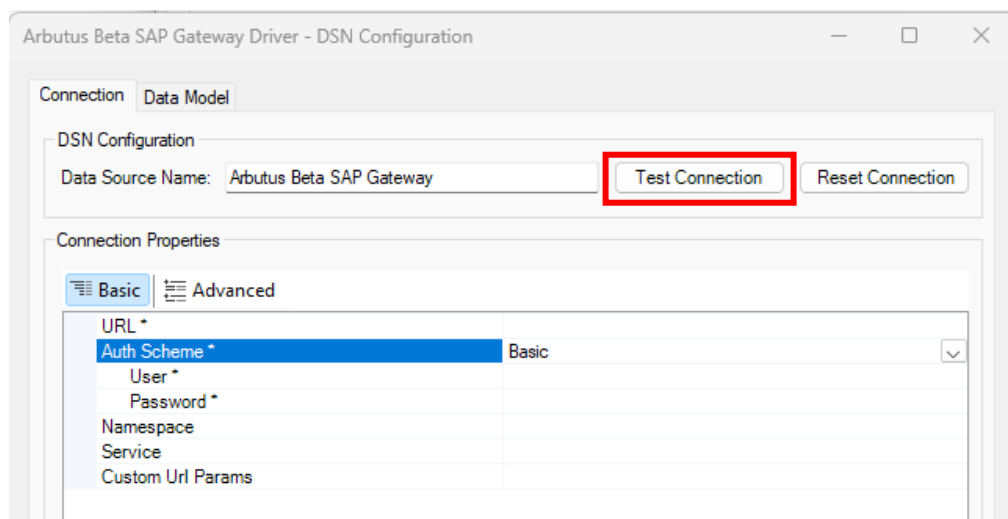 Arbutus Beta SAP Gateway Driver - DSN Configuration
Connection Data Model
DSN Configuration
Data Source Name: Arbutus Beta SAP Gateway Test Connection Reset Connection
Connection Properties
Basic Advanced
URL *
Auth Scheme * Basic
User *
Password *
Namespace
Service
Custom Url Params